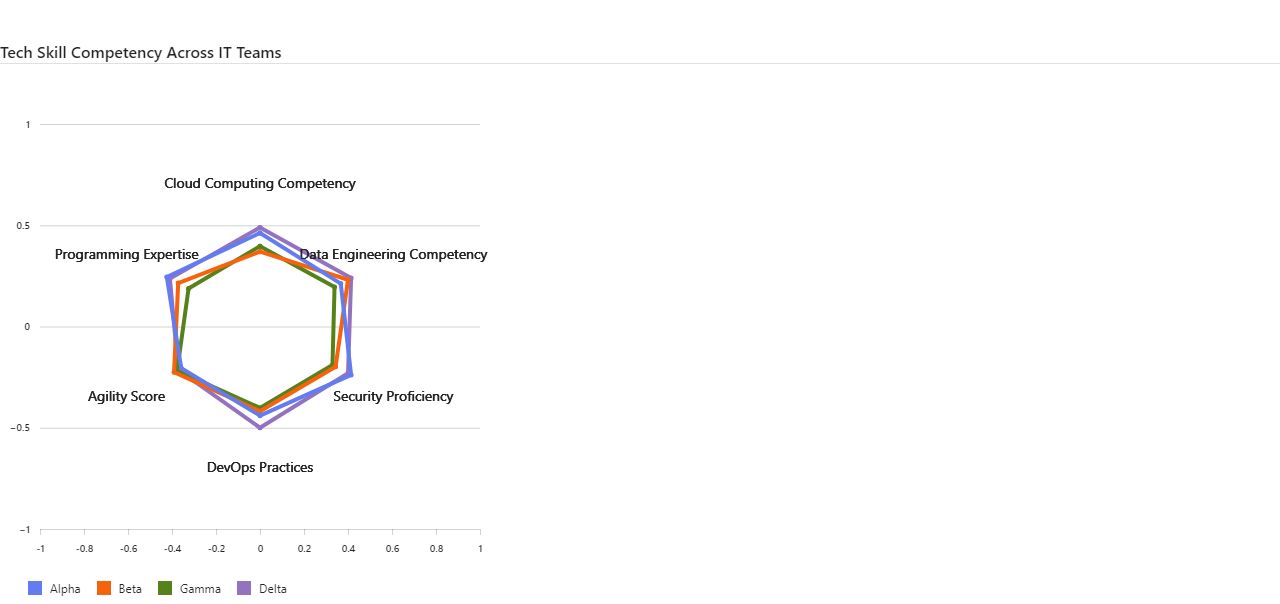 Tech Skill Competency Across IT Teams
1
Cloud Computing Competency
0.5
Programming Expertise
Data Engineering Competency
0
Agility Score
Security Proficiency
−0.5
DevOps Practices
−1
-1 -0.8 -0.6 -0.4 -0.2 0 0.2 0.4 0.6 0.8 1
Alpha Beta Gamma Delta